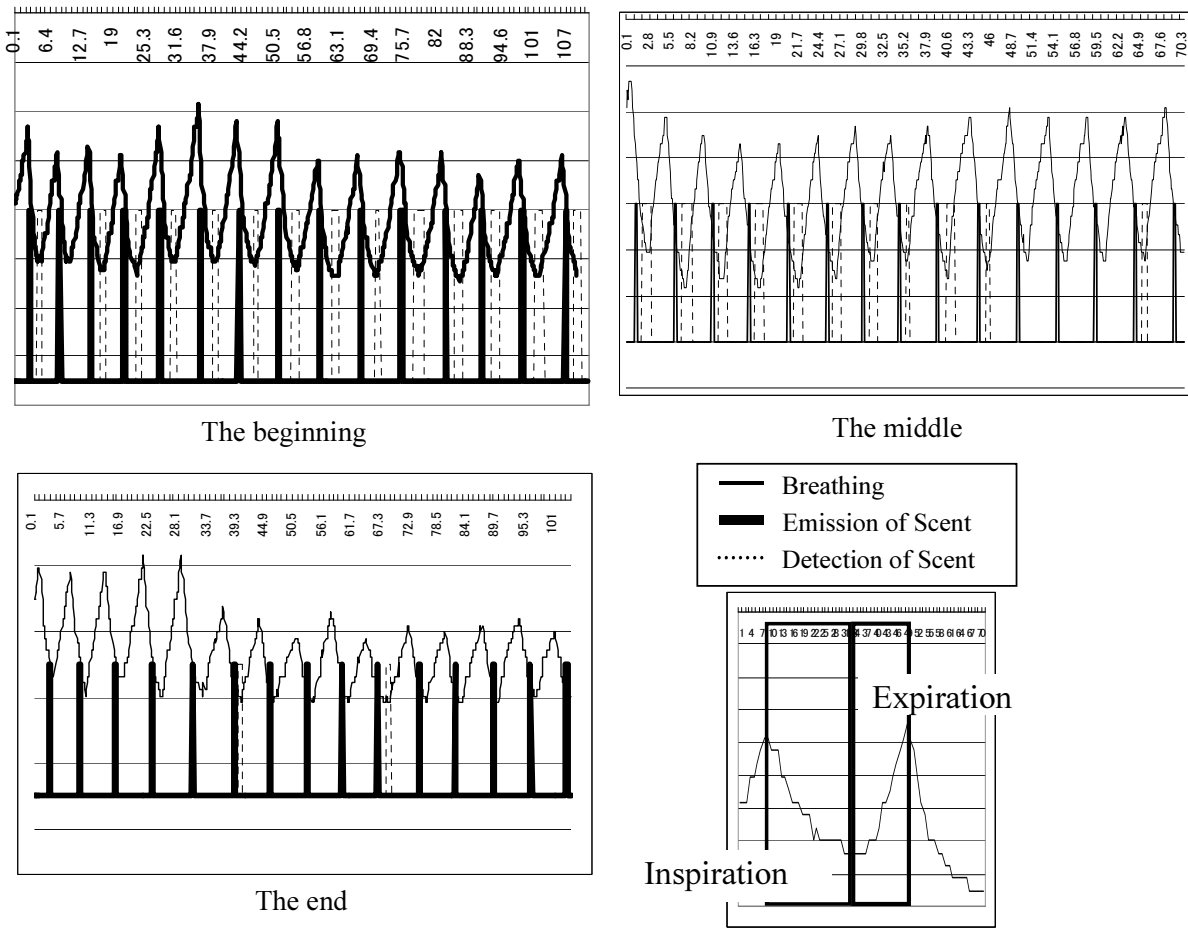 0.1 6.4 12.7 19 25.3 31.6 37.9 44.2 50.5 56.8 63.1 69.4 75.7 82 88.3 94.6 101 107
The beginning
0.1 2.8 5.5 8.2 10.9 13.6 16.3 19 21.7 24.4 27.1 29.8 32.5 35.2 37.9 40.6 43.3 46 48.7 51.4 54.1 56.8 59.5 62.2 64.9 67.6 70.3
The middle
0.1 5.7 11.3 16.9 22.5 28.1 33.7 39.3 44.9 50.5 56.1 61.7 67.3 72.9 78.5 84.1 89.7 95.3 101
The end
Breathing
Emission of Scent
Detection of Scent
1 4 7
Expiration
Inspiration